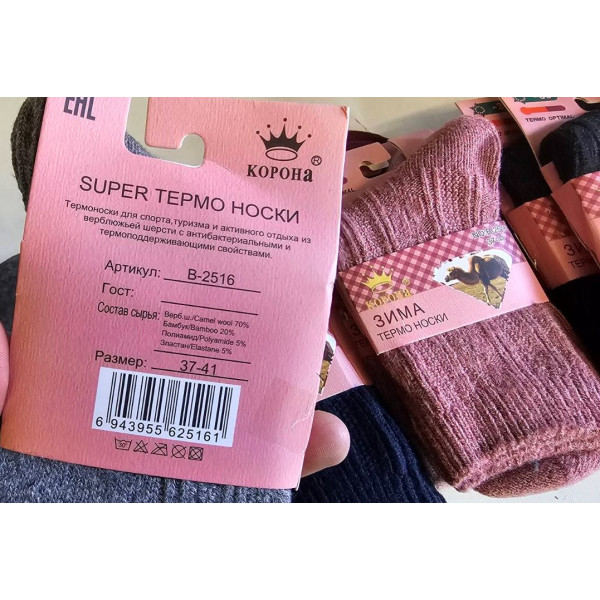 EAC
КОРОНА®
SUPER ТЕРМО НОСКИ
Термоноски для спорта,туризма и активного отдыха из
верблюжьей шерсти с антибактериальными и
термоподдерживающими свойствами.
Артикул: B-2516
Гост:
Состав сырья: Верб.ш./Camel wool 70%
Бамбук/Bamboo 20%
Полиамид/Polyamide 5%
Эластан/Elastane 5%
Размер: 37-41
6 943955 625161
КОРОНА
ЗИМА
ТЕРМО НОСКИ
TERMO OPTIMAL
ТЕРМО